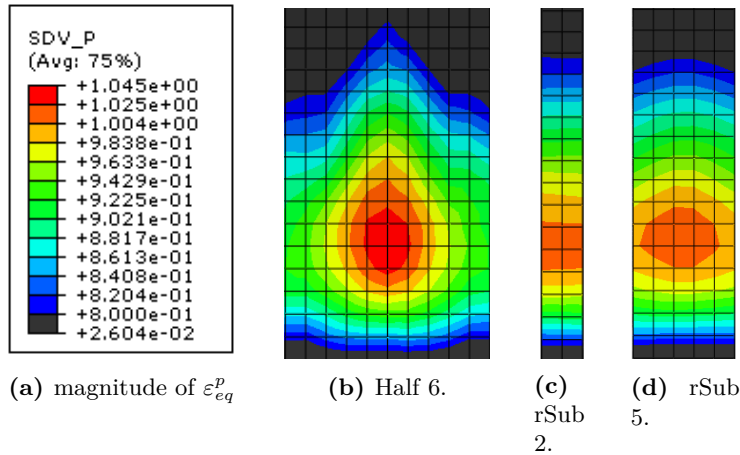 SDV_P
(Avg: 75%)
+1.045e+00
+1.025e+00
+1.004e+00
+9.838e-01
+9.633e-01
+9.429e-01
+9.225e-01
+9.021e-01
+8.817e-01
+8.613e-01
+8.408e-01
+8.204e-01
+8.000e-01
+2.604e-02
(a) magnitude of $\varepsilon_{eq}^{p}$
(b) Half 6.
(c)
rSub
2.
(d) rSub
5.